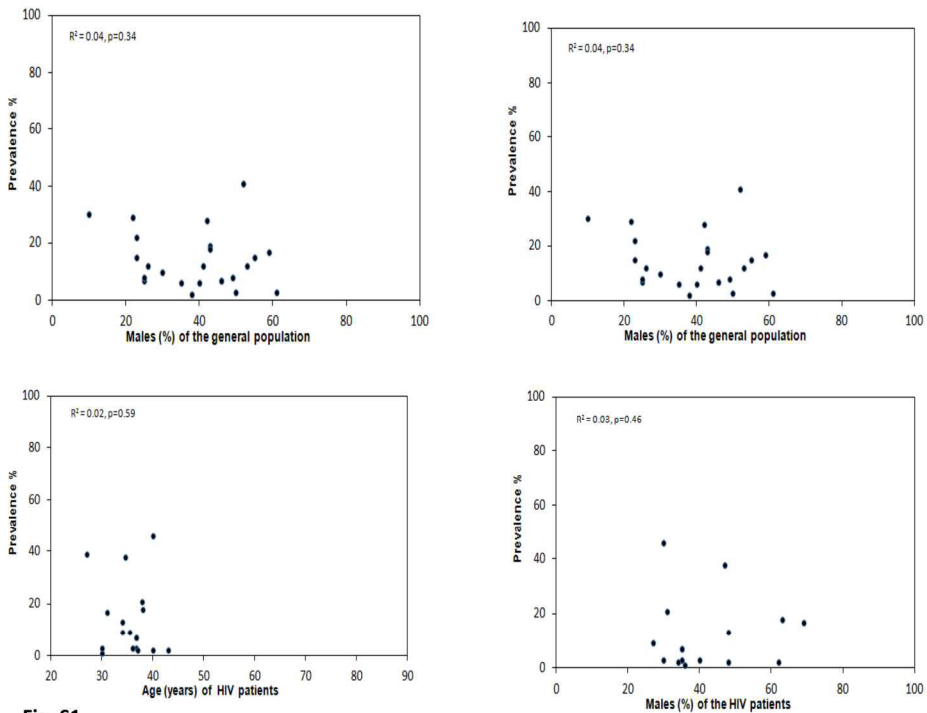 100
80
60
40
20
0
Prevalence %
R² = 0.04, p=0.34
0 20 40 60 80 100
Males (%) of the general population
100
80
60
40
20
0
Prevalence %
R² = 0.04, p=0.34
0 20 40 60 80 100
Males (%) of the general population
100
80
60
40
20
0
Prevalence %
R² = 0.02, p=0.59
20 30 40 50 60 70 80 90
Age (years) of HIV patients
100
80
60
40
20
0
Prevalence %
R² = 0.03, p=0.46
0 20 40 60 80 100
Males (%) of the HIV patients